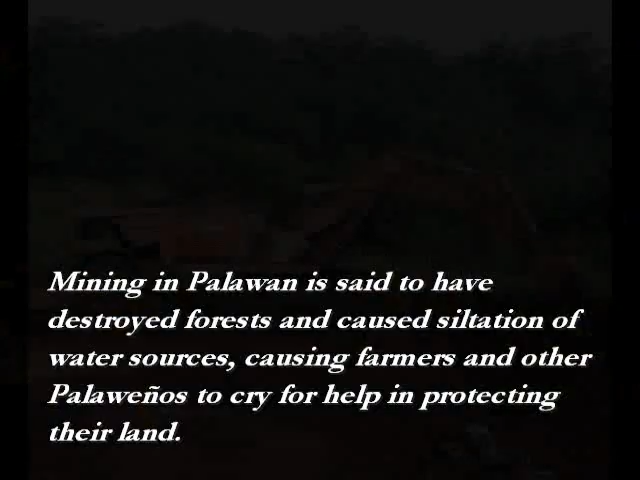 Mining in Palawan is said to have
destroyed forests and caused siltation of
water sources, causing farmers and other
Palaweños to cry for help in protecting
their land.